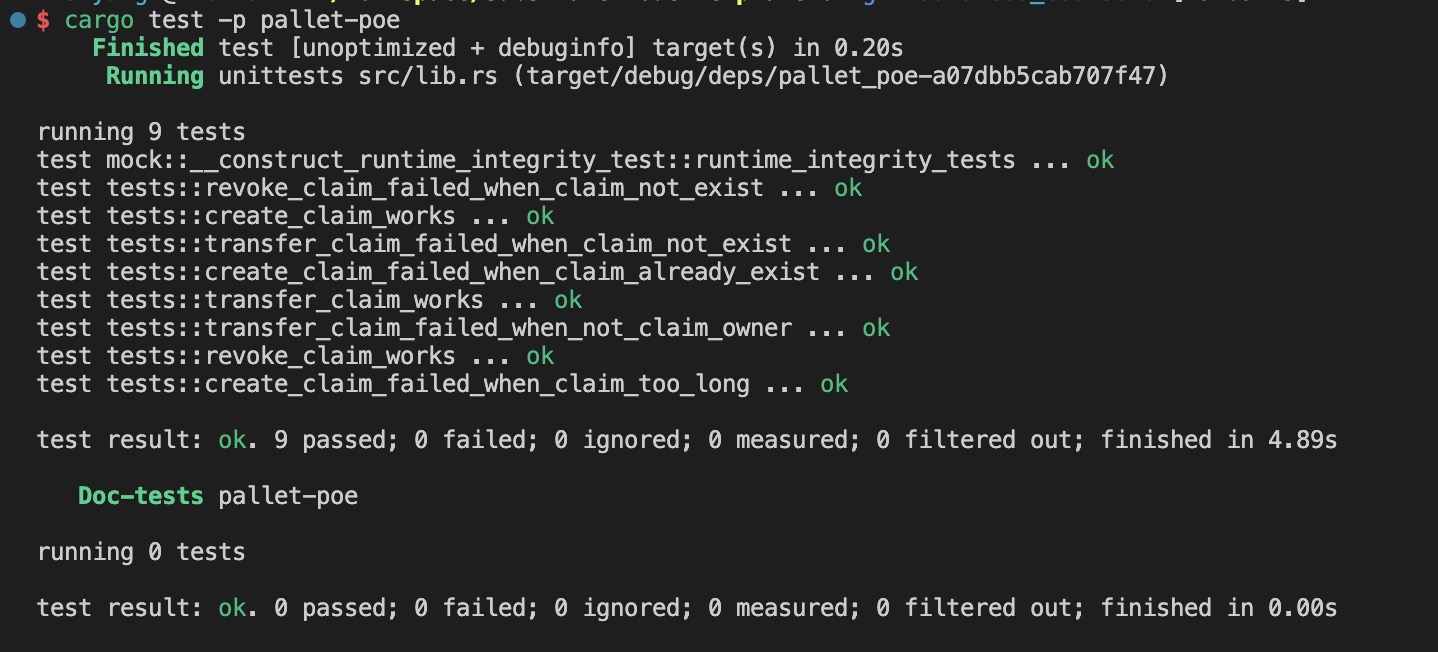 $ cargo test -p pallet-poe
Finished test [unoptimized + debuginfo] target(s) in 0.20s
Running unittests src/lib.rs (target/debug/deps/pallet_poe-a07dbb5cab707f47)
running 9 tests
test mock::__construct_runtime_integrity_test::runtime_integrity_tests ... ok
test tests::revoke_claim_failed_when_claim_not_exist ... ok
test tests::create_claim_works ... ok
test tests::transfer_claim_failed_when_claim_not_exist ... ok
test tests::create_claim_failed_when_claim_already_exist ... ok
test tests::transfer_claim_works ... ok
test tests::transfer_claim_failed_when_not_claim_owner ... ok
test tests::revoke_claim_works ... ok
test tests::create_claim_failed_when_claim_too_long ... ok
test result: ok. 9 passed; 0 failed; 0 ignored; 0 measured; 0 filtered out; finished in 4.89s
Doc-tests pallet-poe
running 0 tests
test result: ok. 0 passed; 0 failed; 0 ignored; 0 measured; 0 filtered out; finished in 0.00s